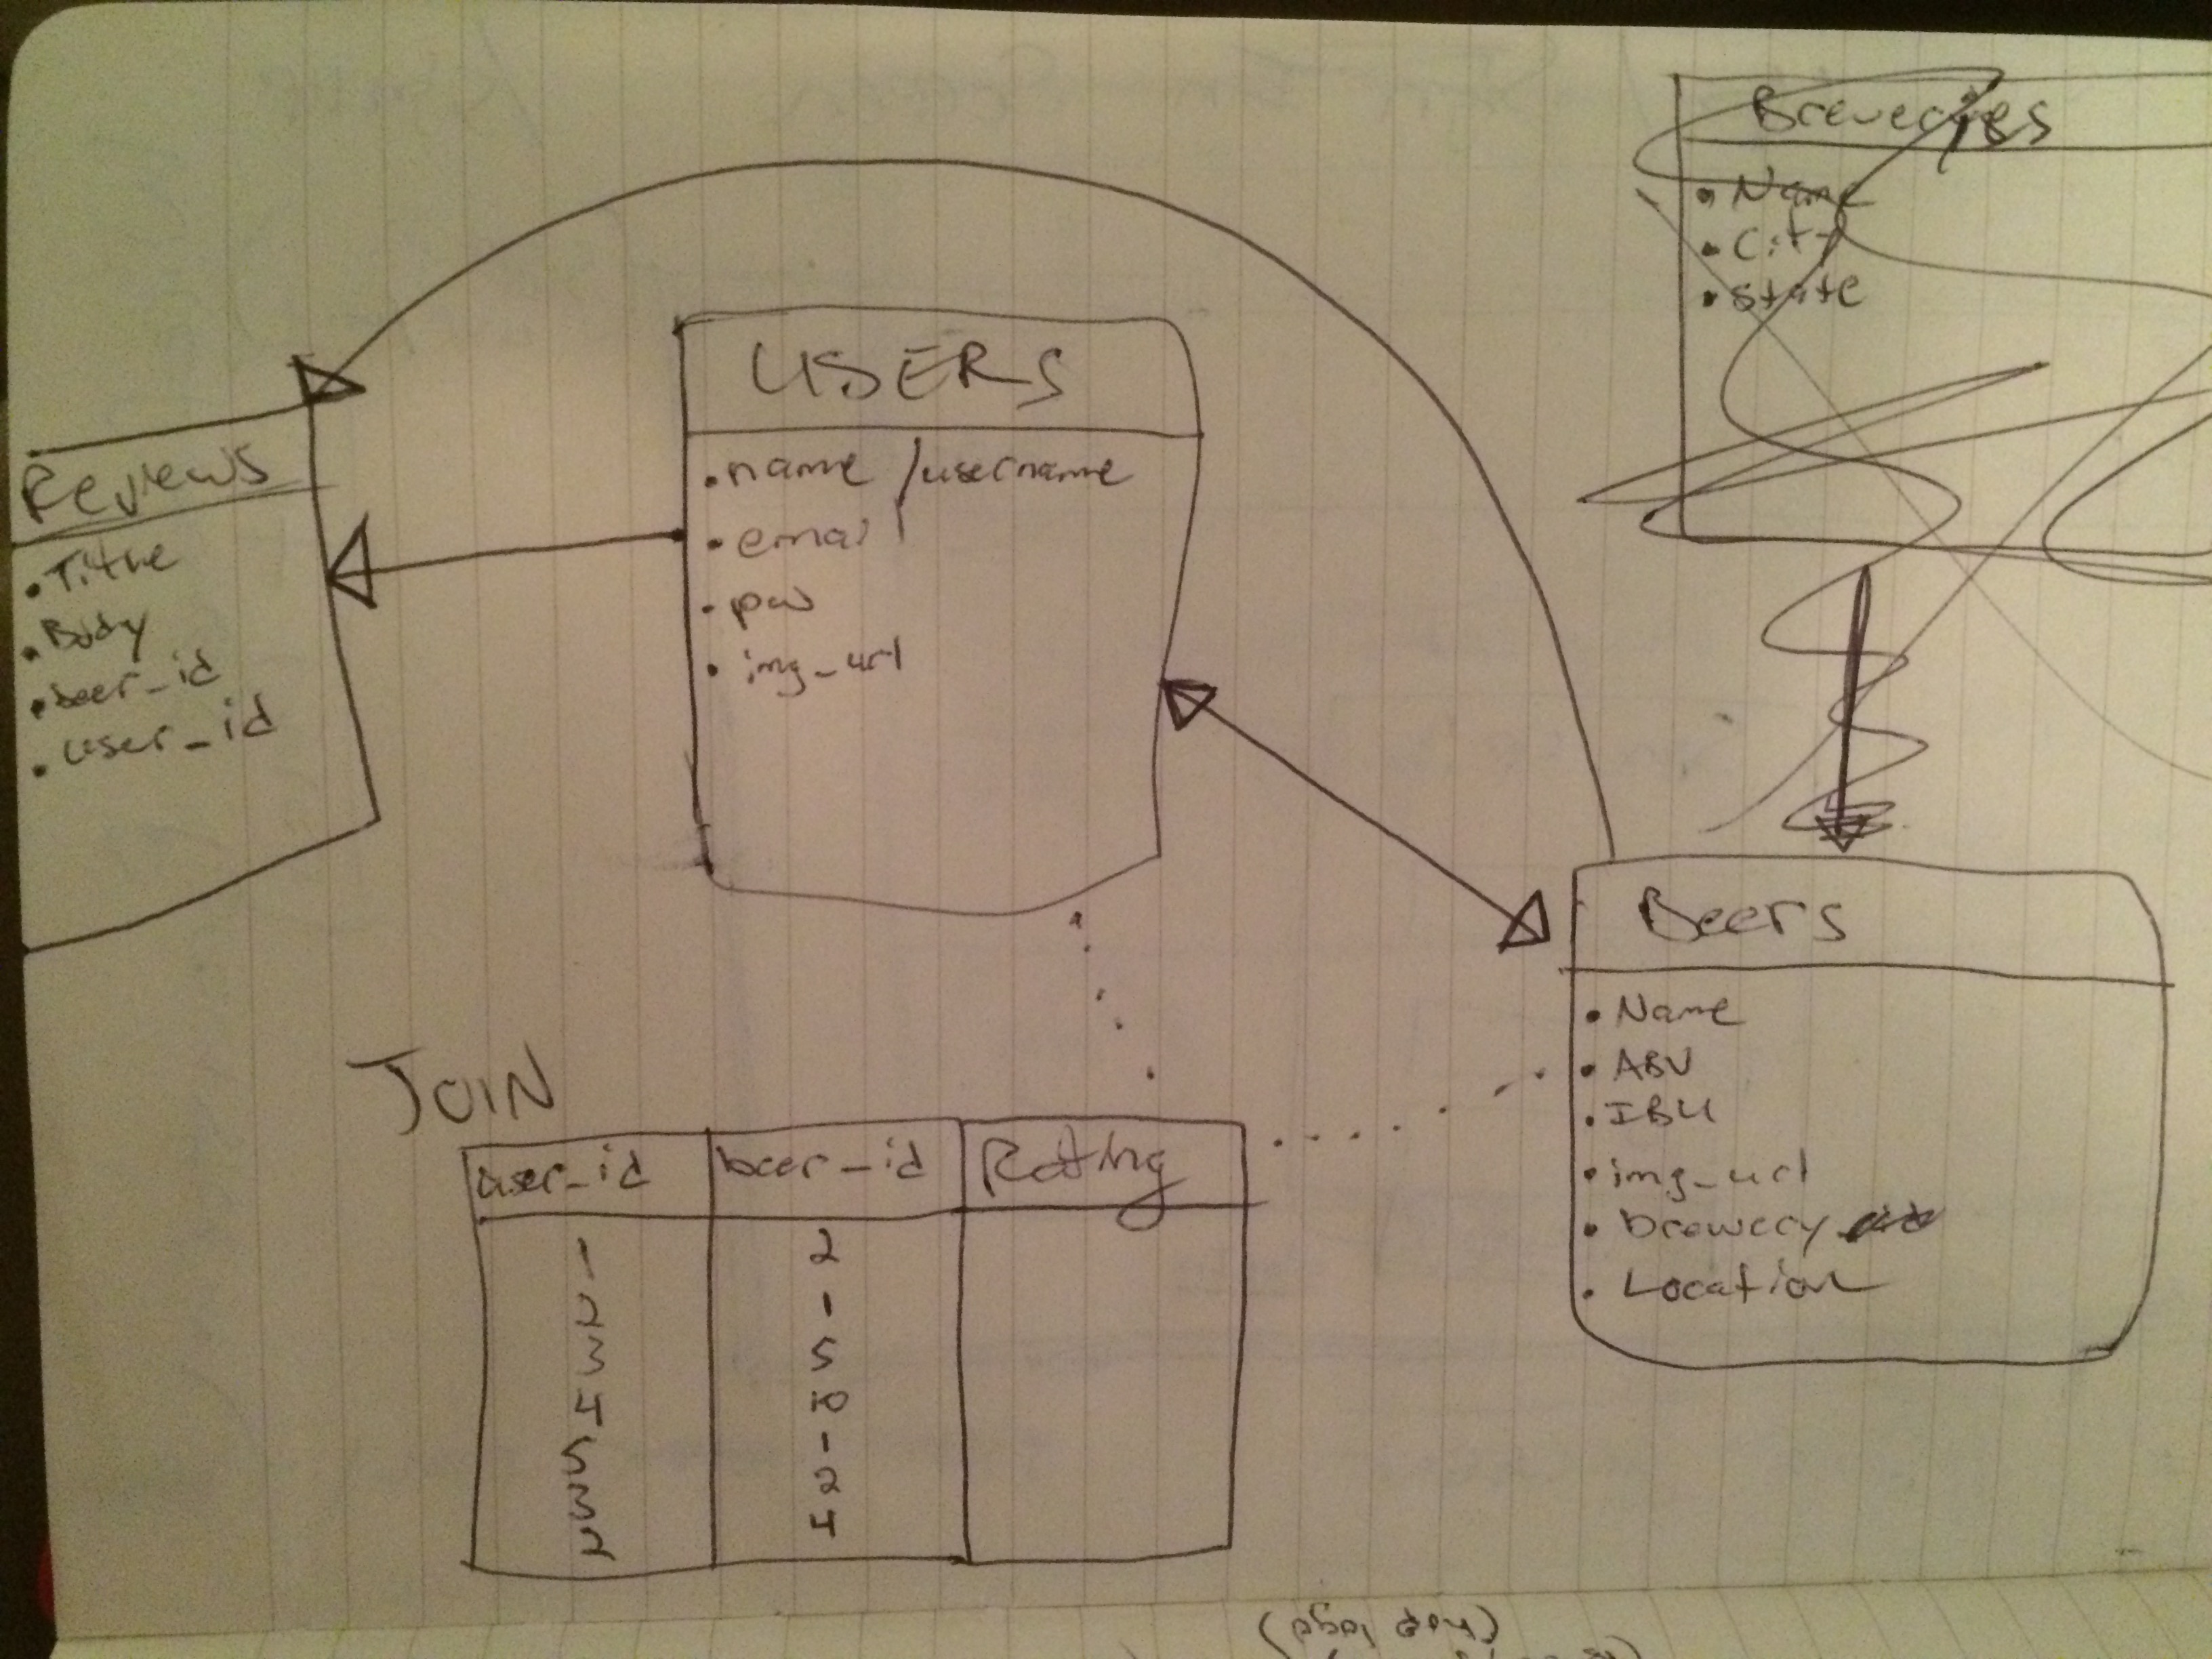 Breweries
• Name
• City
• State
USERS
• name / username
• email
• pw
• img_url
Reviews
• Title
• Body
• beer_id
• user_id
Beers
• Name
• ABV
• IBU
• img_url
• brewery
• Location
JOIN
user_id beer_id Rating
1 2
2 1
3 5
4 10
5 1
3 2
2 4